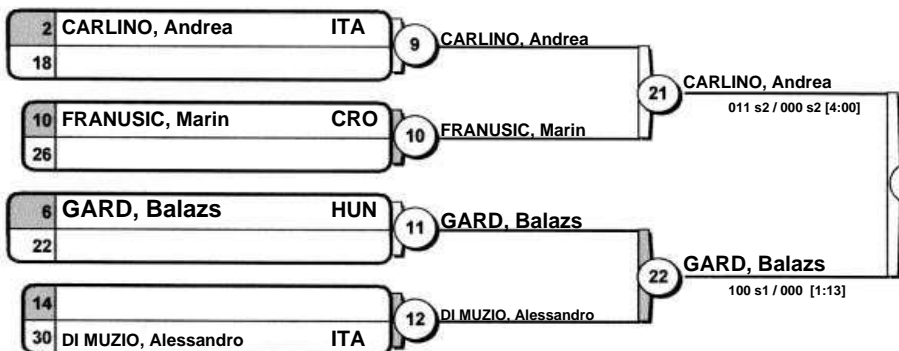 2 CARLINO, Andrea ITA
18
9
CARLINO, Andrea
10 FRANUSIC, Marin CRO
26
10
FRANUSIC, Marin
21
CARLINO, Andrea
011 s2 / 000 s2 [4:00]
6 GARD, Balazs HUN
22
11
GARD, Balazs
14
30 DI MUZIO, Alessandro ITA
12
DI MUZIO, Alessandro
22
GARD, Balazs
100 s1 / 000 [1:13]